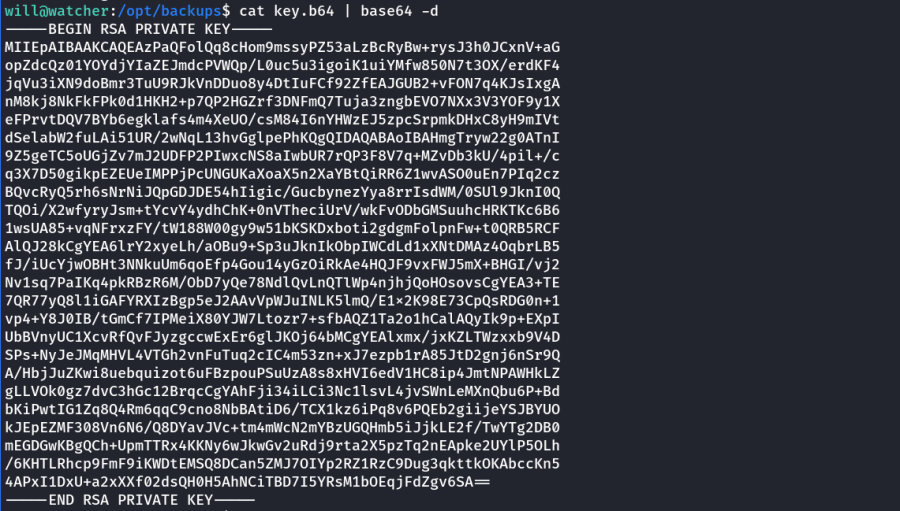 will@watcher:/opt/backups$ cat key.b64 | base64 -d
-----BEGIN RSA PRIVATE KEY-----
MIIEpAIBAAKCAQEAzPaQFolQq8cHom9mssyPZ53aLzBcRyBw+rysJ3h0JCxnV+aG
opZdcQz01YOYdjYIaZEJmdcPVWQp/L0uc5u3igoiK1uiYMfw850N7t3OX/erdKF4
jqVu3iXN9doBmr3TuU9RJkVnDDuo8y4DtIuFCf92ZfEAJGUB2+vFON7q4KJsIxgA
nM8kj8NkFkFPk0d1HKH2+p7QP2HGZrf3DNFmQ7Tuja3zngbEVO7NXx3V3YOF9y1X
eFPrvtDQV7BYb6egklafs4m4XeUO/csM84I6nYHWzEJ5zpcSrpmkDHxC8yH9mIVt
dSelabW2fuLAi51UR/2wNqL13hvGglpePhKQgQIDAQABAoIBAHmgTryw22g0ATnI
9Z5geTC5oUGjZv7mJ2UDFP2PIwxcNS8aIwbUR7rQP3F8V7q+MZvDb3kU/4pil+/c
q3X7D50gikpEZEUeIMPPjPcUNGUKaXoaX5n2XaYBtQiRR6Z1wvASO0uEn7PIq2cz
BQvcRyQ5rh6sNrNiJQpGDJDE54hIigic/GucbynezYya8rrIsdWM/0SUl9JknI0Q
TQOi/X2wfyryJsm+tYcvY4ydhChK+0nVTheciUrV/wkFvODbGMSuuhcHRKTKc6B6
1wsUA85+vqNFrxzFY/tW188W00gy9w51bKSKDxboti2gdgmFolpnFw+t0QRB5RCF
AlQJ28kCgYEA6lrY2xyeLh/aOBu9+Sp3uJknIkObpIWCdLd1xXNtDMAz4OqbrLB5
fJ/iUcYjwOBHt3NNkuUm6qoEfp4Gou14yGzOiRkAe4HQJF9vxFWJ5mX+BHGI/vj2
Nv1sq7PaIKq4pkRBzR6M/ObD7yQe78NdlQvLnQTlWp4njhjQoHOsovsCgYEA3+TE
7QR77yQ8l1iGAFYRXIzBgp5eJ2AAvVpWJuINLK5lmQ/E1x2K98E73CpQsRDG0n+1
vp4+Y8J0IB/tGmCf7IPMeiX80YJW7Ltozr7+sfbAQZ1Ta2o1hCalAQyIk9p+EXpI
UbBVnyUC1XcvRfQvFJyzgccwExEr6glJKOj64bMCgYEAlxmx/jxKZLTWzxxb9V4D
SPs+NyJeJMqMHVL4VTGh2vnFuTuq2cIC4m53zn+xJ7ezpb1rA85JtD2gnj6nSr9Q
A/HbjJuZKwi8uebquizot6uFBzpouPSuUzA8s8xHVI6edV1HC8ip4JmtNPAWHkLZ
gLLVOk0gz7dvC3hGc12BrqcCgYAhFji34iLCi3Nc1lsvL4jvSWnLeMXnQbu6P+Bd
bKiPwtIG1Zq8Q4Rm6qqC9cno8NbBAtiD6/TCX1kz6iPq8v6PQEb2giijeYSJBYUO
kJEpEZMF308Vn6N6/Q8DYavJVc+tm4mWcN2mYBzUGQHmb5iJjkLE2f/TwYTg2DB0
mEGDGwKBgQCh+UpmTTRx4KKNy6wJkwGv2uRdj9rta2X5pzTq2nEApke2UYlP5OLh
/6KHTLRhcp9FmF9iKWDtEMSQ8DCan5ZMJ7OIYp2RZ1RzC9Dug3qkttkOKAbccKn5
4APxI1DxU+a2xXXf02dsQH0H5AhNCiTBD7I5YRsM1bOEqjFdZgv6SA==
-----END RSA PRIVATE KEY-----